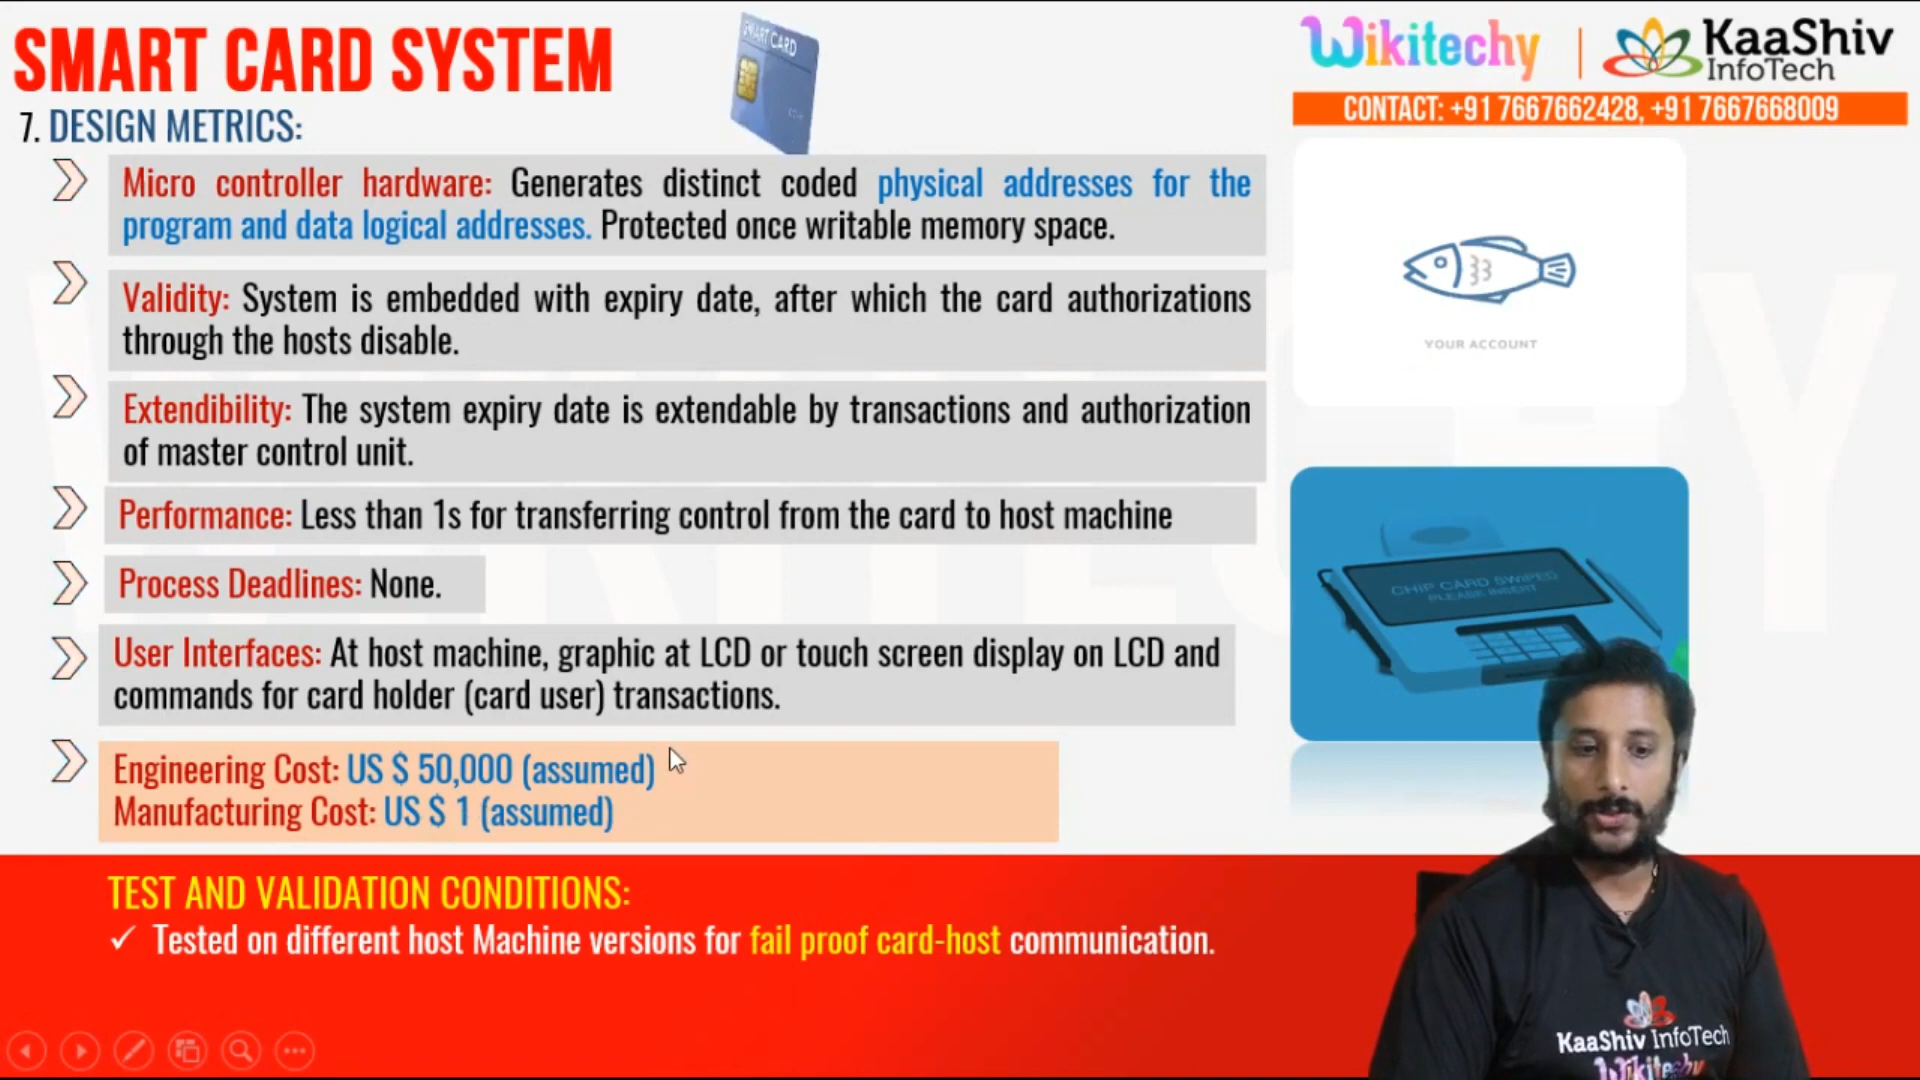 SMART CARD SYSTEM
SMART CARD
Wikitechy
KaaShiv
InfoTech
CONTACT: +91 7667662428, +91 7667668009
7. DESIGN METRICS:
Micro controller hardware: Generates distinct coded physical addresses for the
program and data logical addresses. Protected once writable memory space.
Validity: System is embedded with expiry date, after which the card authorizations
through the hosts disable.
Extendibility: The system expiry date is extendable by transactions and authorization
of master control unit.
Performance: Less than 1s for transferring control from the card to host machine
Process Deadlines: None.
User Interfaces: At host machine, graphic at LCD or touch screen display on LCD and
commands for card holder (card user) transactions.
Engineering Cost: US $ 50,000 (assumed)
Manufacturing Cost: US $ 1 (assumed)
YOUR ACCOUNT
CHIP CARD SWIPED
PLEASE INSERT
TEST AND VALIDATION CONDITIONS:
✓ Tested on different host Machine versions for fail proof card-host communication.
KaaShiv InfoTech
Wikitechy